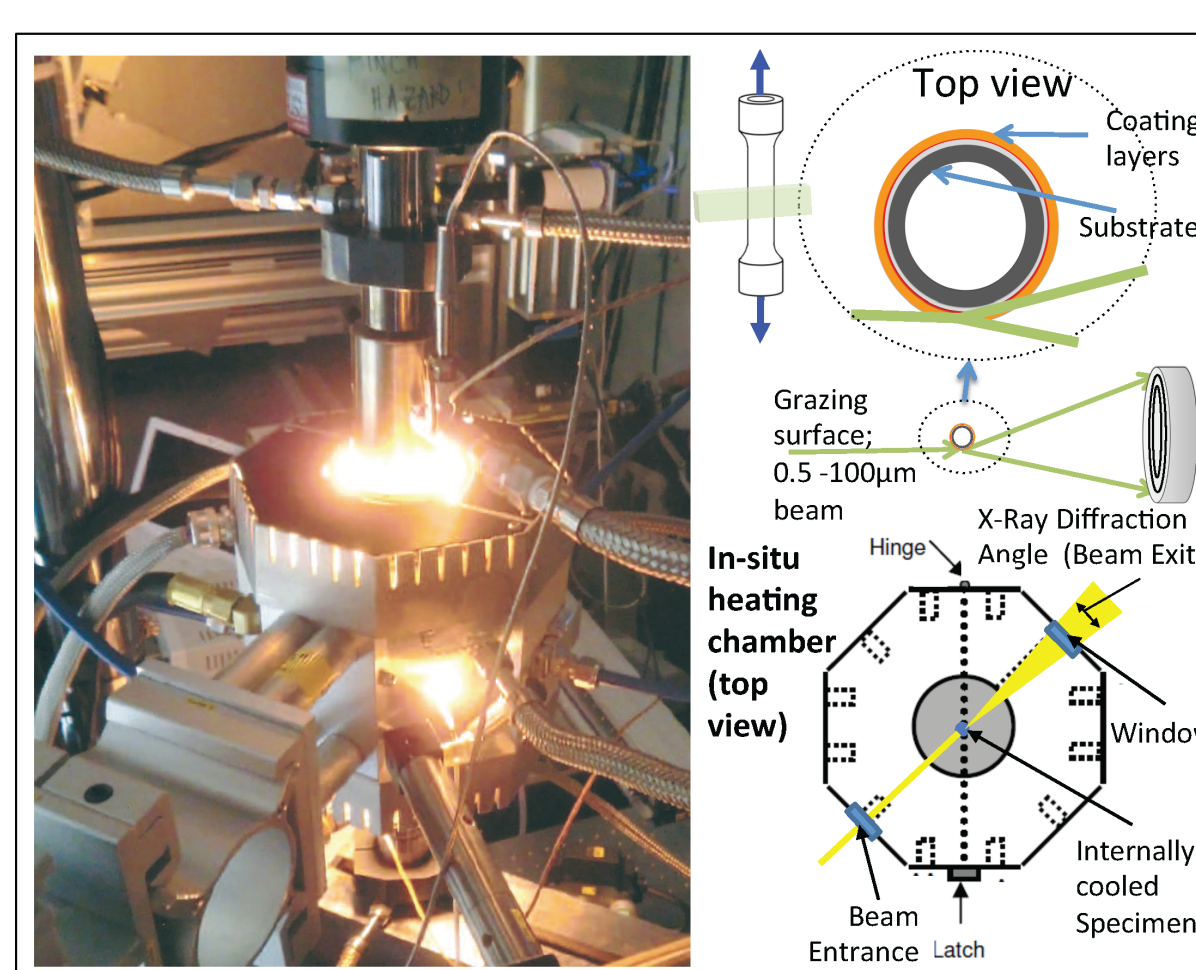 PINCH
HAZARD!
Top view
Coating
layers
Substrate
Grazing
surface;
0.5 -100µm
beam
X-Ray Diffraction
Angle (Beam Exit
In-situ
heating
chamber
(top
view)
Hinge
Window
Internally
cooled
Specimen
Beam
Entrance
Latch